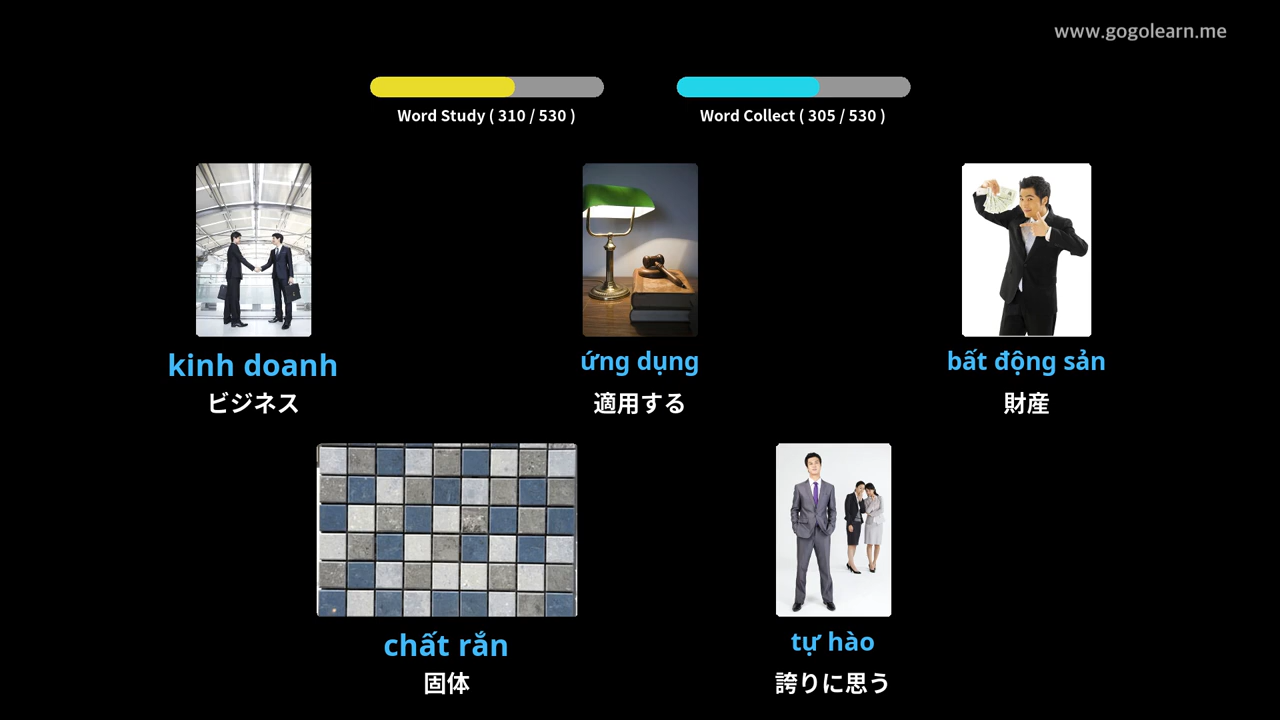 www.gogolearn.me
Word Study ( 310 / 530 )
Word Collect ( 305 / 530 )
kinh doanh
ビジネス
ứng dụng
適用する
bất động sản
財産
chất rắn
固体
tự hào
誇りに思う